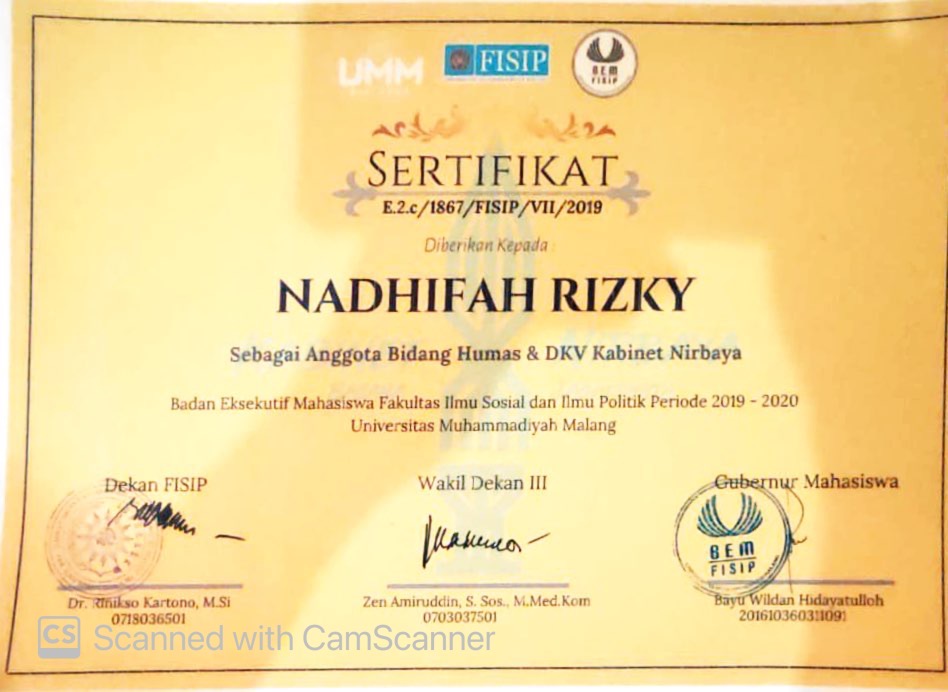 UMM
FISIP
BEM
FISIP
SERTIFIKAT
E.2.c/1867/FISIP/VII/2019
Diberikan Kepada :
NADHIFAH RIZKY
Sebagai Anggota Bidang Humas & DKV Kabinet Nirbaya
Badan Eksekutif Mahasiswa Fakultas Ilmu Sosial dan Ilmu Politik Periode 2019 - 2020
Universitas Muhammadiyah Malang
Dekan FISIP
Wakil Dekan III
Gubernur Mahasiswa
BEM
FISIP
Dr. Rinikso Kartono, M.Si
Zen Amiruddin, S. Sos., M.Med.Kom
Bayu Wildan Hidayatulloh
0718036501
0703037501
201610360311091
CS Scanned with CamScanner